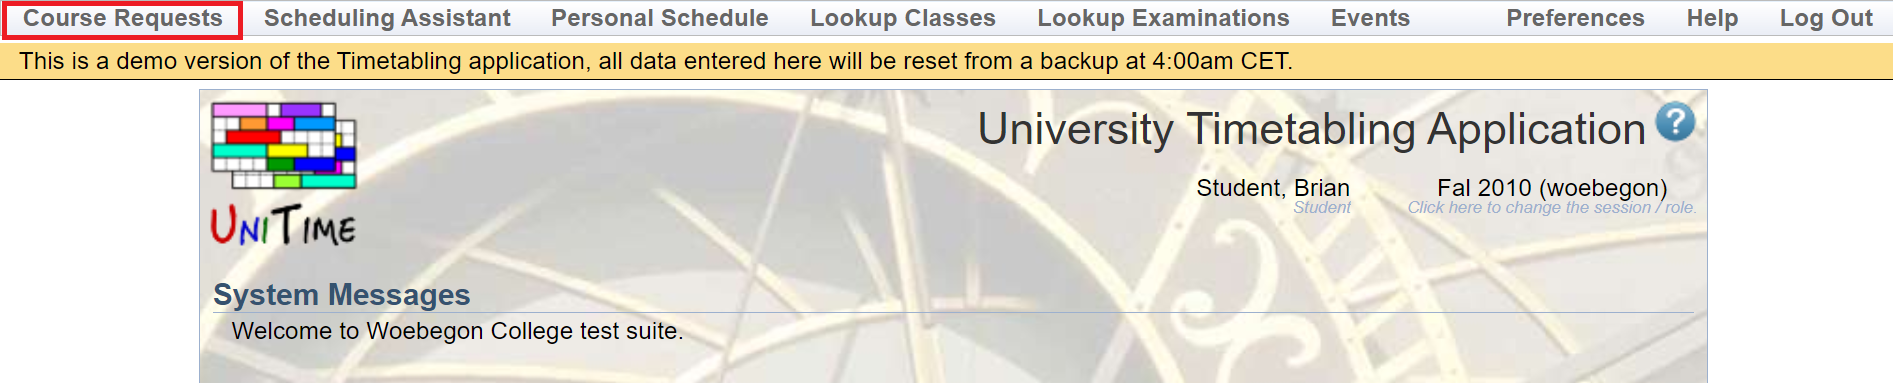 Course Requests Scheduling Assistant Personal Schedule Lookup Classes Lookup Examinations Events Preferences Help Log Out
This is a demo version of the Timetabling application, all data entered here will be reset from a backup at 4:00am CET.
University Timetabling Application ?
Student, Brian Fal 2010 (woebegon)
Student Click here to change the session / role.
UNITIME
System Messages
Welcome to Woebegon College test suite.